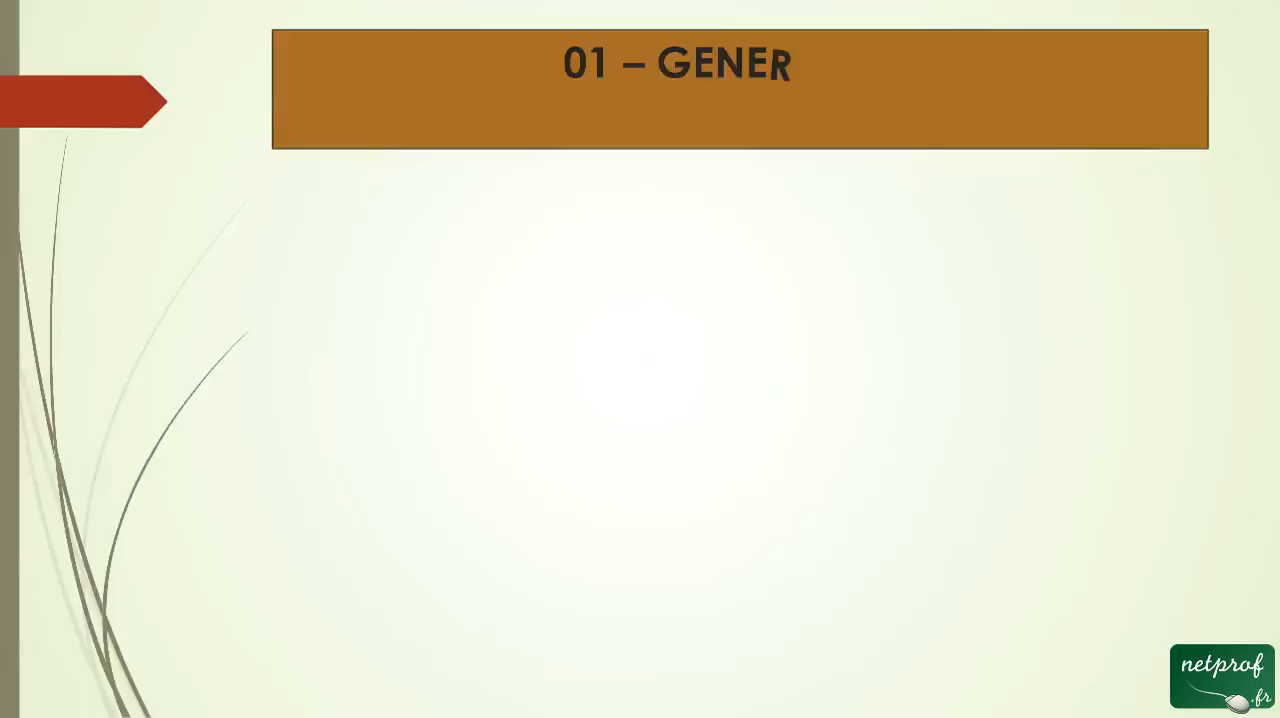 01 – GENER
netprof
.fr